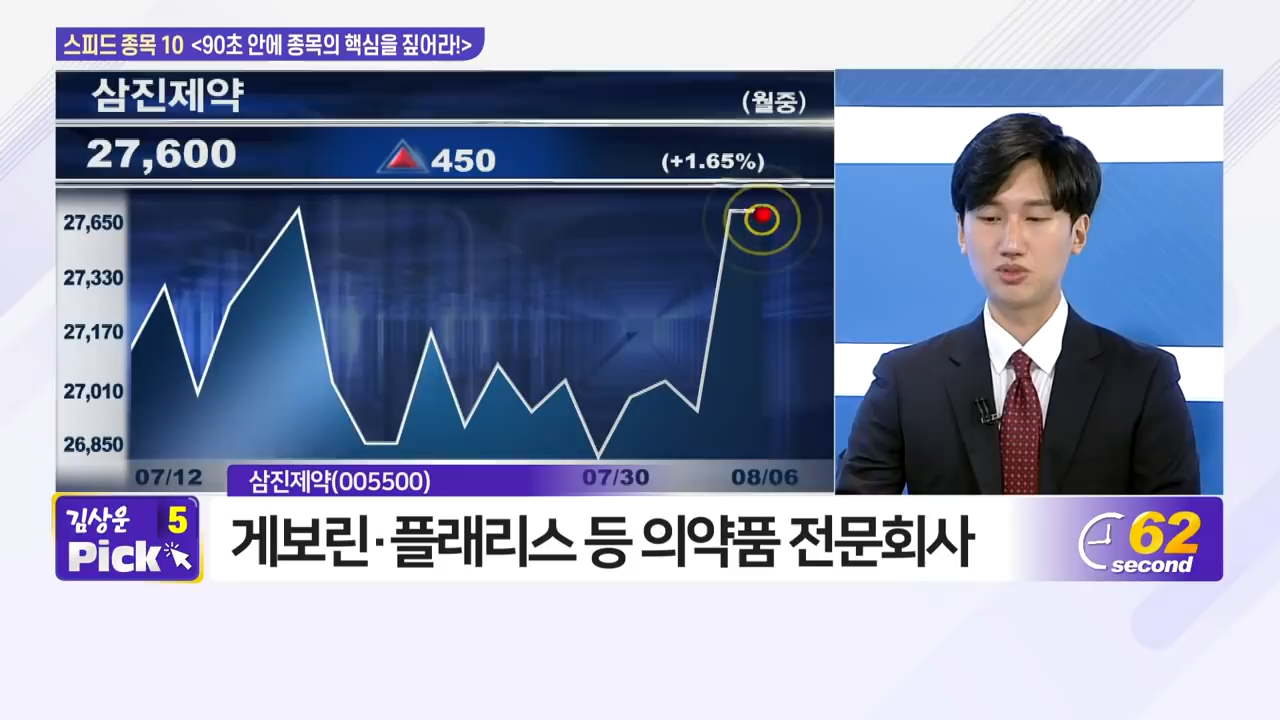 스피드 종목 10 <90초 안에 종목의 핵심을 짚어라!>
삼진제약 (월중)
27,600 ▲ 450 (+1.65%)
27,650
27,330
27,170
27,010
26,850
07/12 07/30 08/06
삼진제약(005500)
김상운 5
Pick
게보린·플래리스 등 의약품 전문회사
62
second